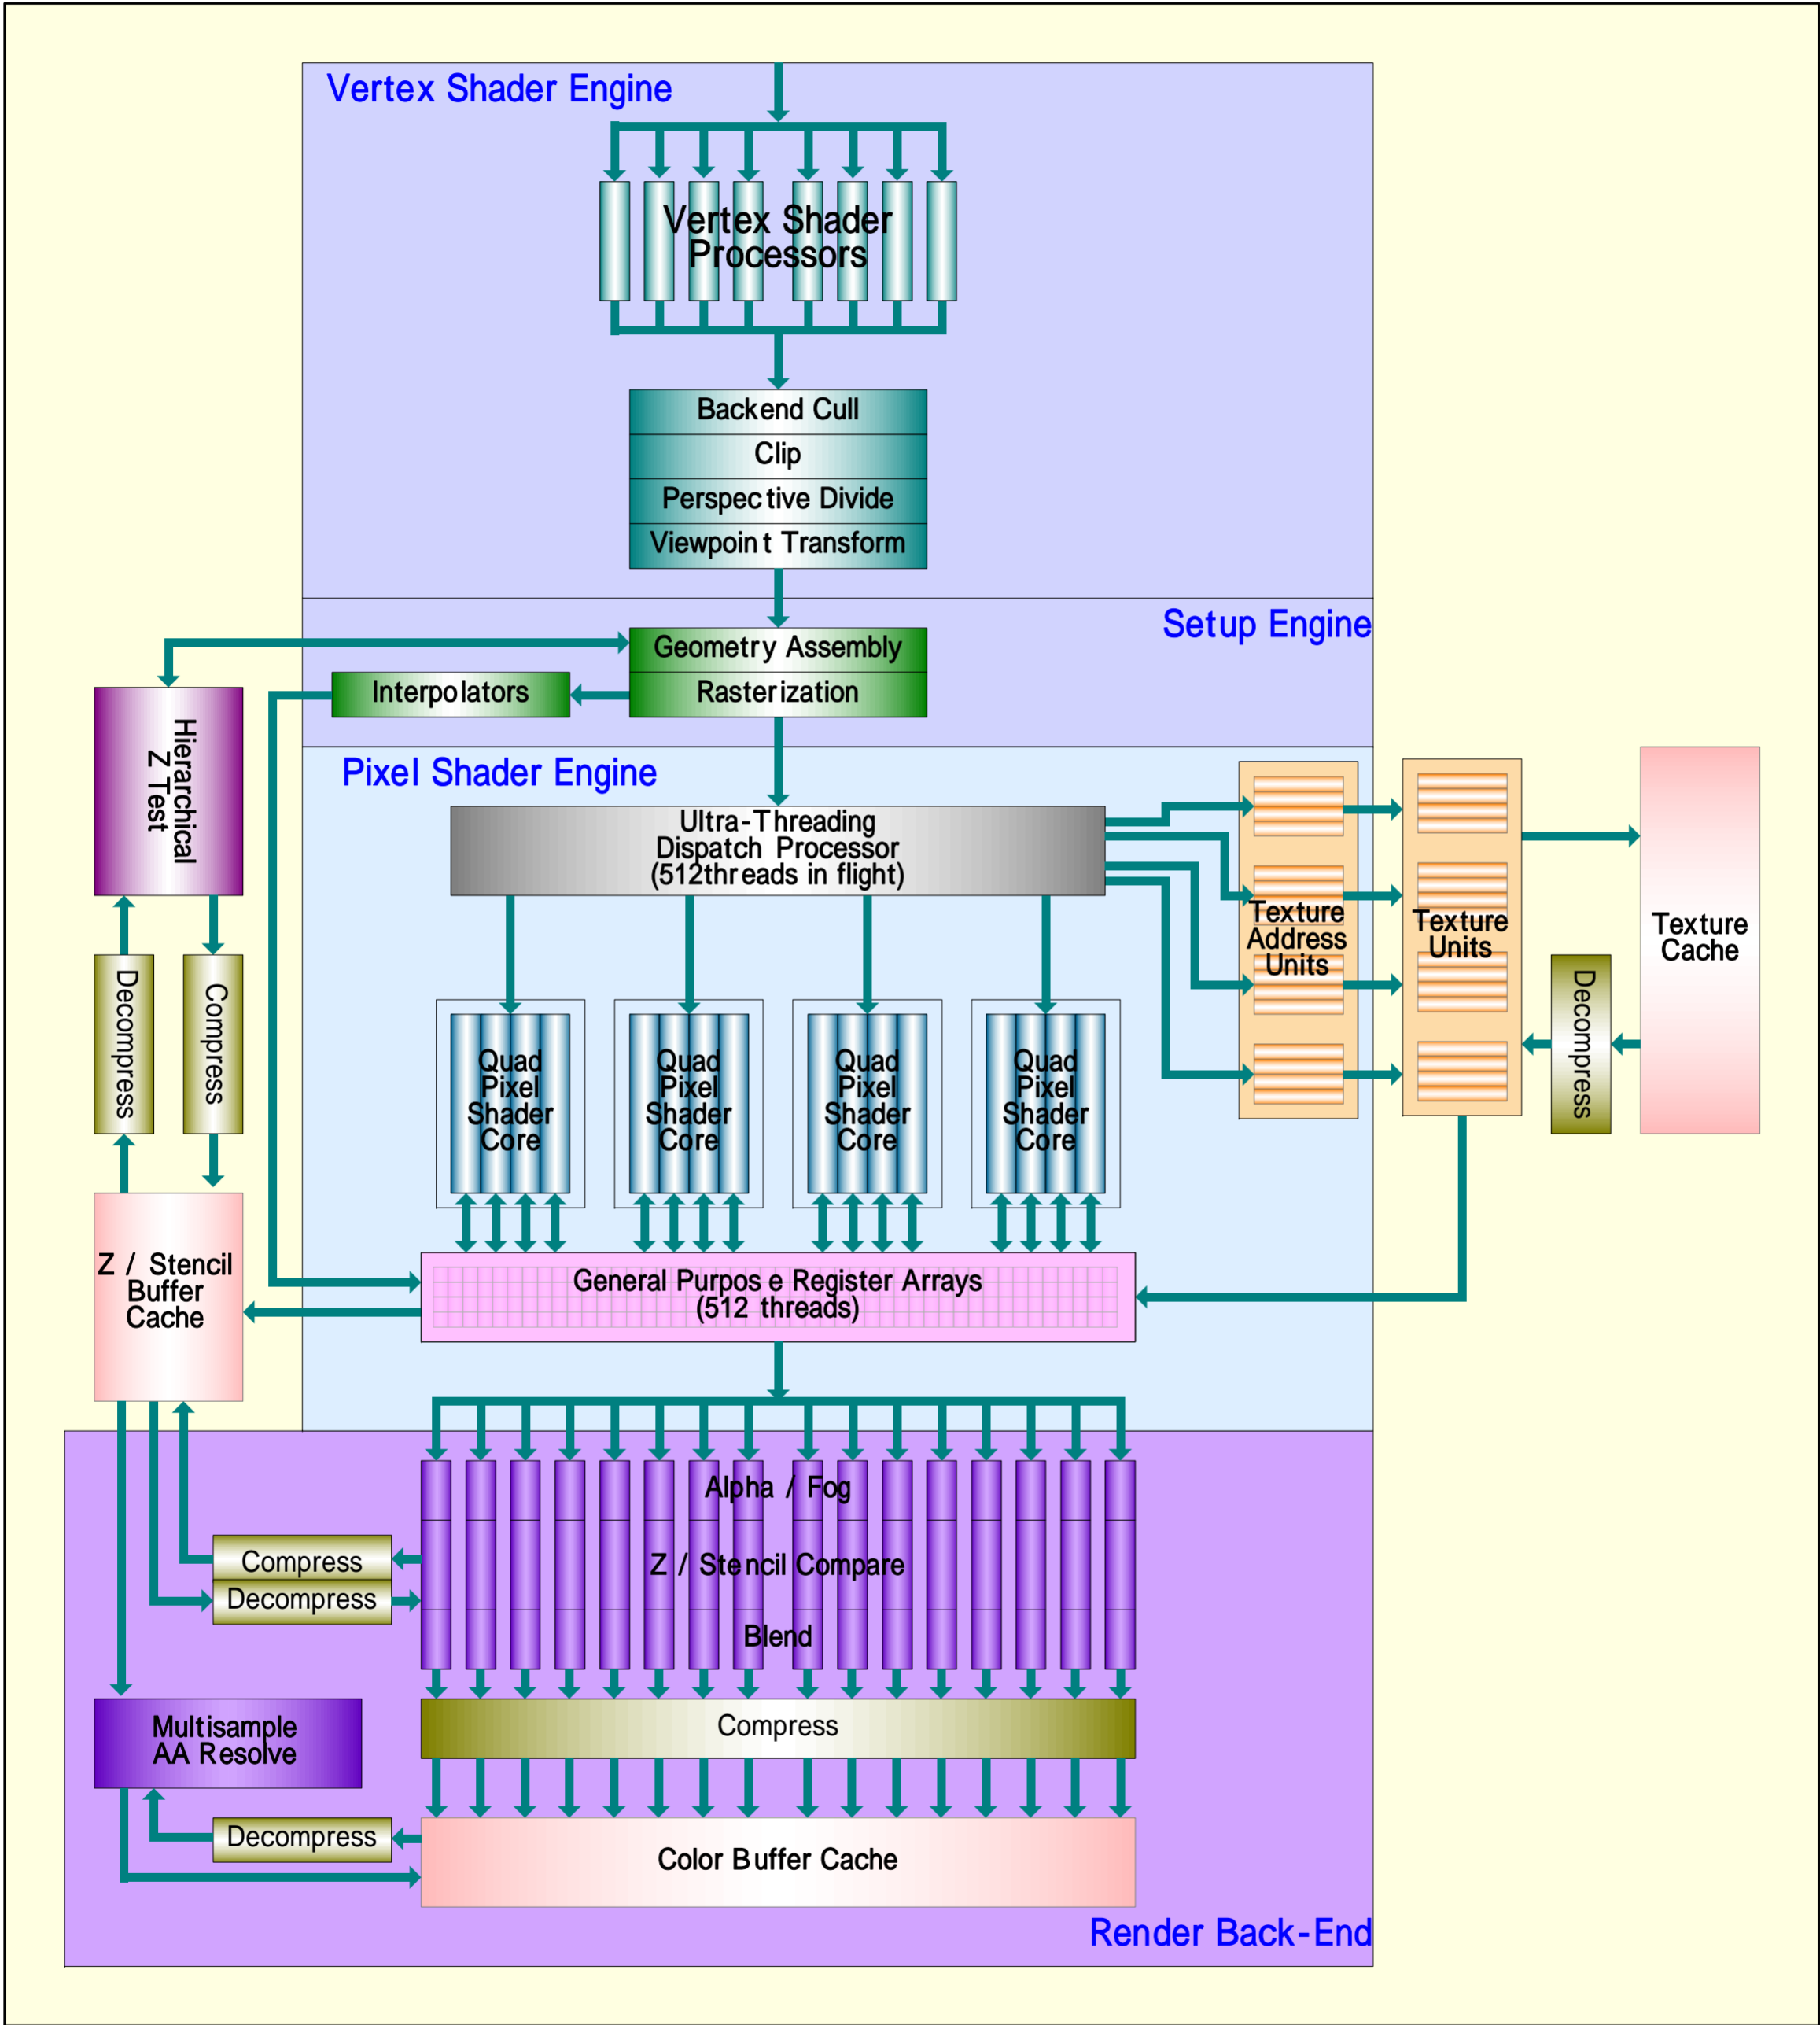 Vertex Shader Engine
Vertex Shader
Processors
Backend Cull
Clip
Perspective Divide
Viewpoint Transform
Setup Engine
Geometry Assembly
Interpolators
Rasterization
Hierarchical
Z Test
Pixel Shader Engine
Ultra-Threading
Dispatch Processor
(512threads in flight)
Texture
Address
Units
Texture
Units
Texture
Cache
Decompress
Compress
Decompress
Quad
Pixel
Shader
Core
Quad
Pixel
Shader
Core
Quad
Pixel
Shader
Core
Quad
Pixel
Shader
Core
Z / Stencil
Buffer
Cache
General Purpose Register Arrays
(512 threads)
Alpha / Fog
Compress
Z / Stencil Compare
Decompress
Blend
Multisample
AA Resolve
Compress
Decompress
Color Buffer Cache
Render Back-End